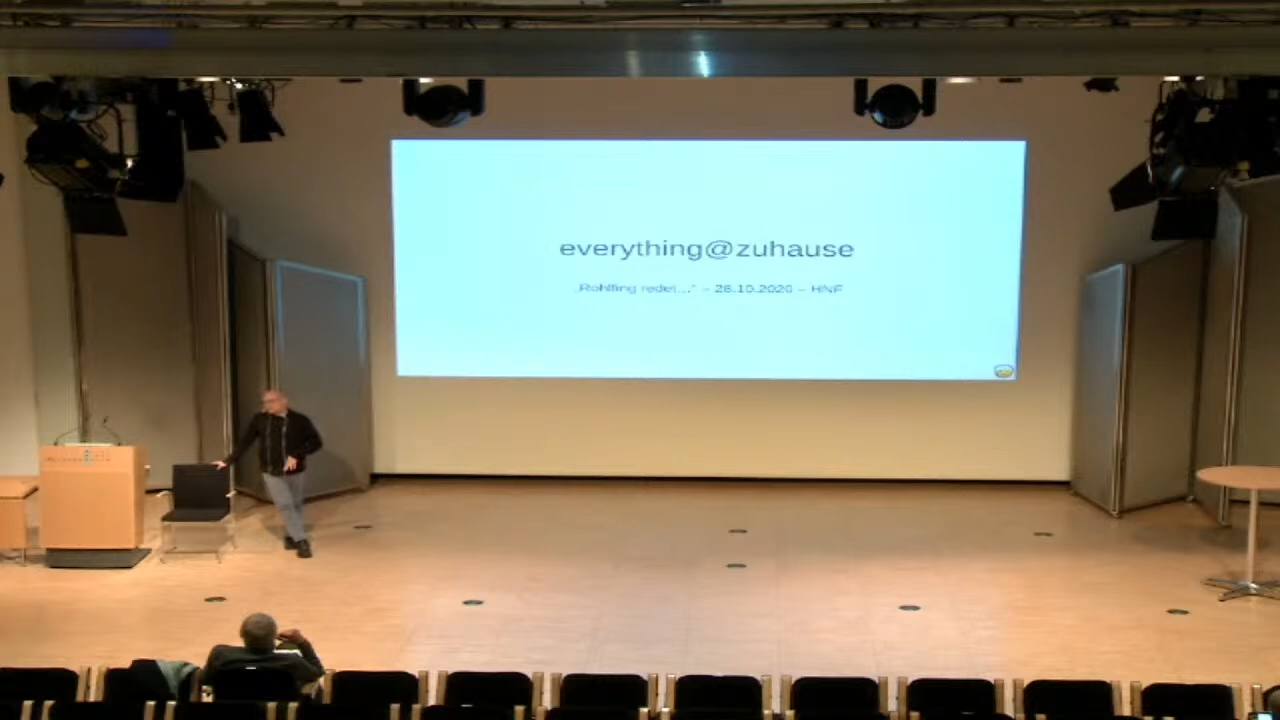 everything@zuhause
„Rohlfing redet...“ – 28.10.2020 – HNF